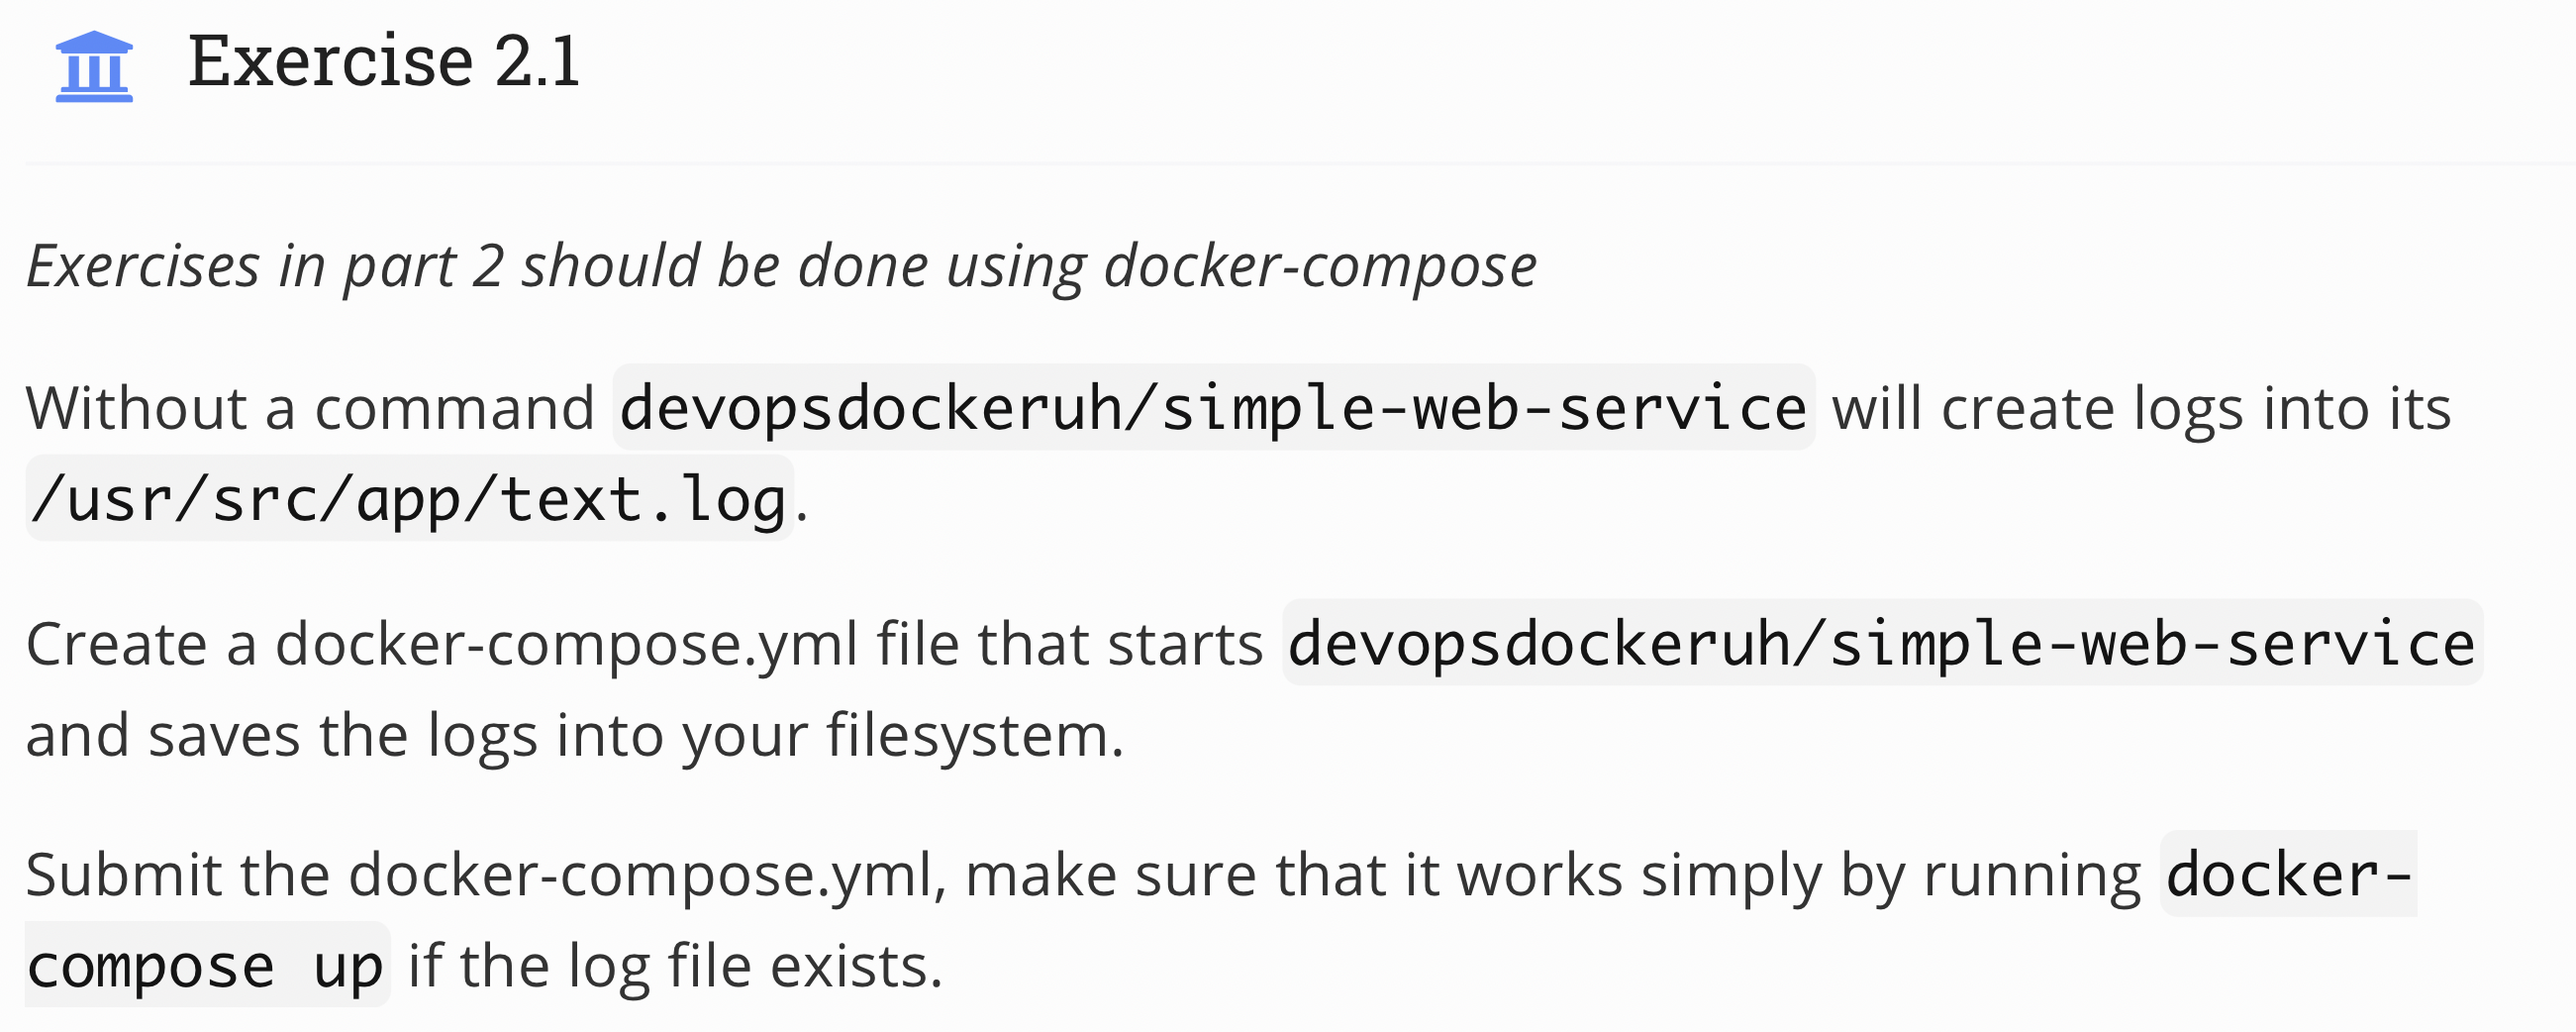 Exercise 2.1
Exercises in part 2 should be done using docker-compose
Without a command devopsdockeruh/simple-web-service will create logs into its
/usr/src/app/text.log.
Create a docker-compose.yml file that starts devopsdockeruh/simple-web-service
and saves the logs into your filesystem.
Submit the docker-compose.yml, make sure that it works simply by running docker-
compose up if the log file exists.